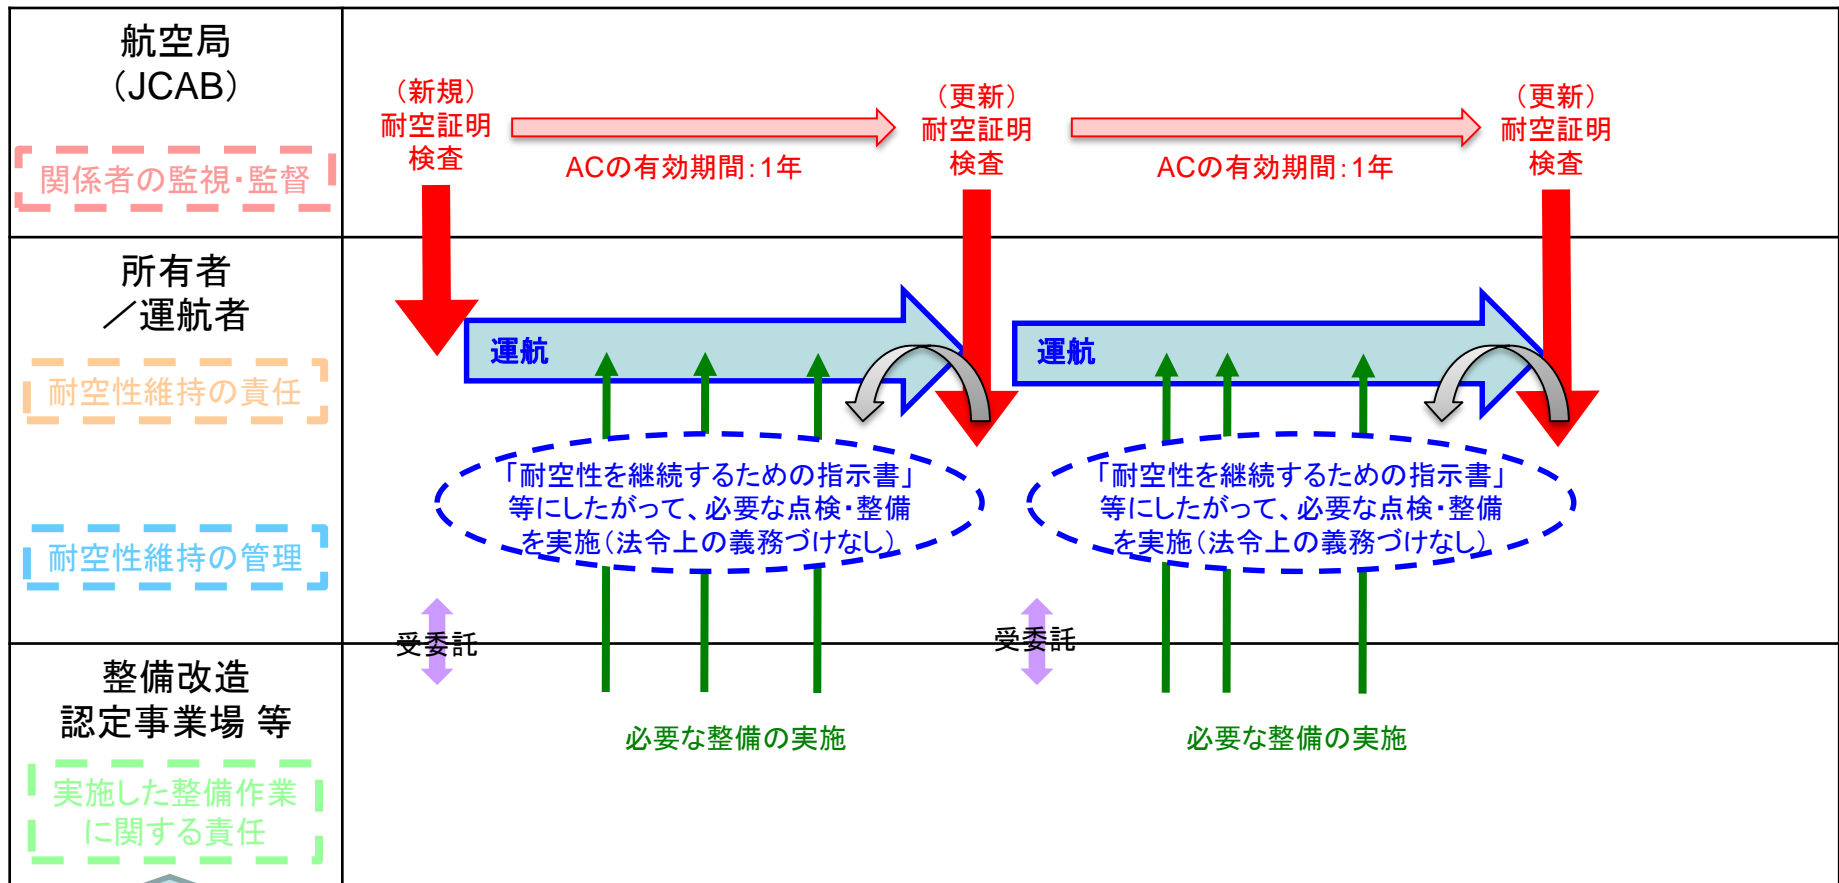 航空局
（JCAB）
関係者の監視・監督
（新規）
耐空証明
検査
ACの有効期間：1年
（更新）
耐空証明
検査
ACの有効期間：1年
（更新）
耐空証明
検査
所有者
／運航者
耐空性維持の責任
耐空性維持の管理
運航
運航
「耐空性を継続するための指示書」
等にしたがって、必要な点検・整備
を実施（法令上の義務づけなし）
「耐空性を継続するための指示書」
等にしたがって、必要な点検・整備
を実施（法令上の義務づけなし）
受委託
受委託
整備改造
認定事業場 等
実施した整備作業
に関する責任
必要な整備の実施
必要な整備の実施